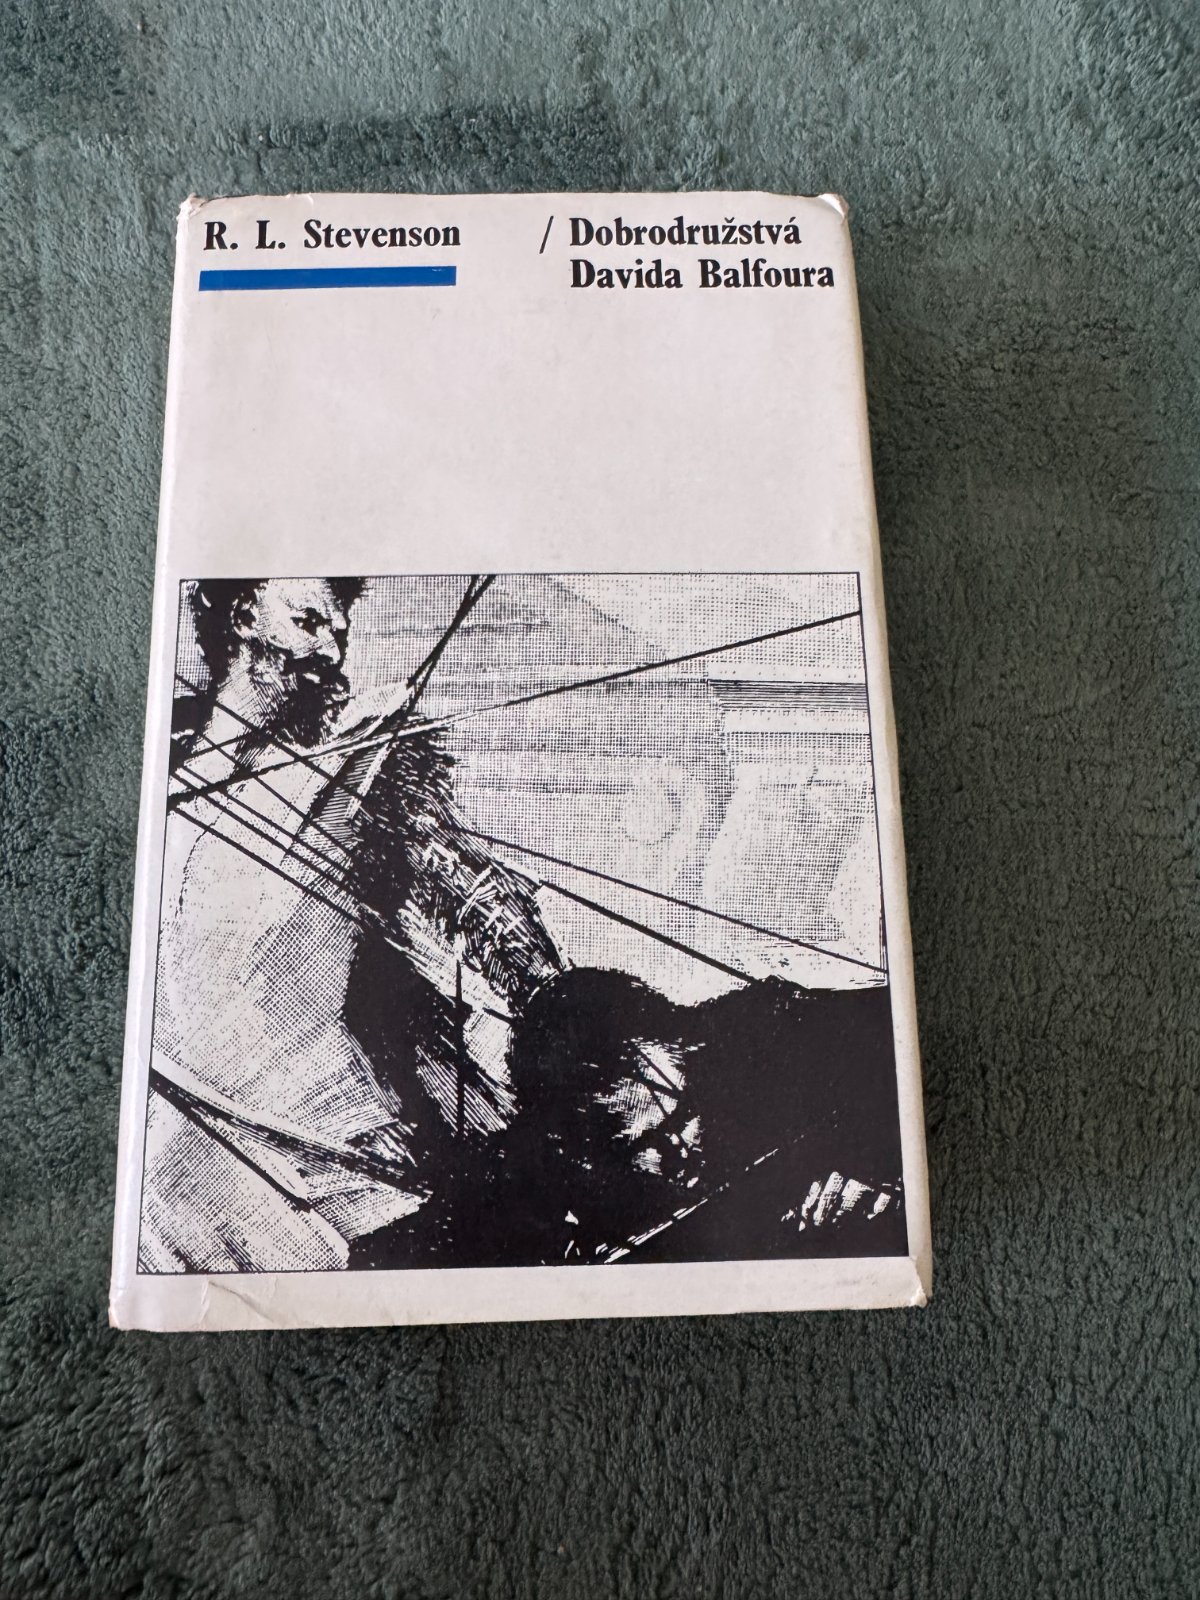 R. L. Stevenson / Dobrodružstvá
Davida Balfoura